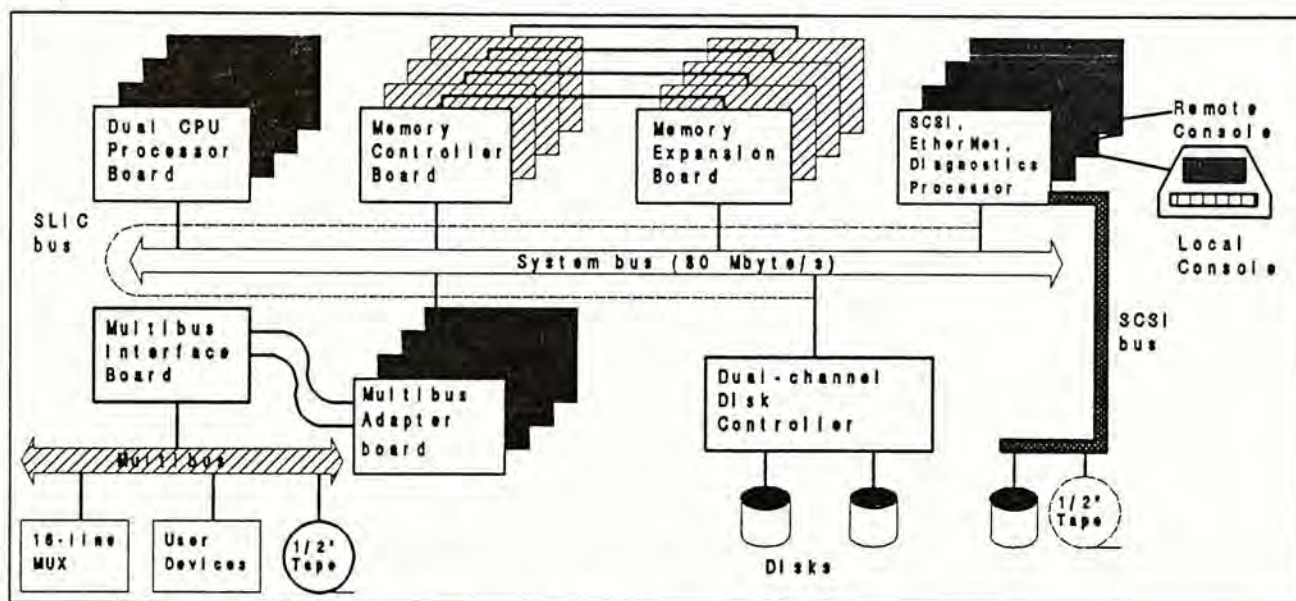 Dual CPU
Processor
Board
Memory
Controller
Board
Memory
Expansion
Board
SCSI,
EtherNet,
Diagnostics
Processor
Remote
Console
Local
Console
SLIC
bus
System bus (80 Mbyte/s)
SCSI
bus
Multibus
Interface
Board
Multibus
Adapter
board
Dual-channel
Disk
Controller
Multibus
16-line
MUX
User
Devices
1/2"
Tape
Disks
1/2"
Tape